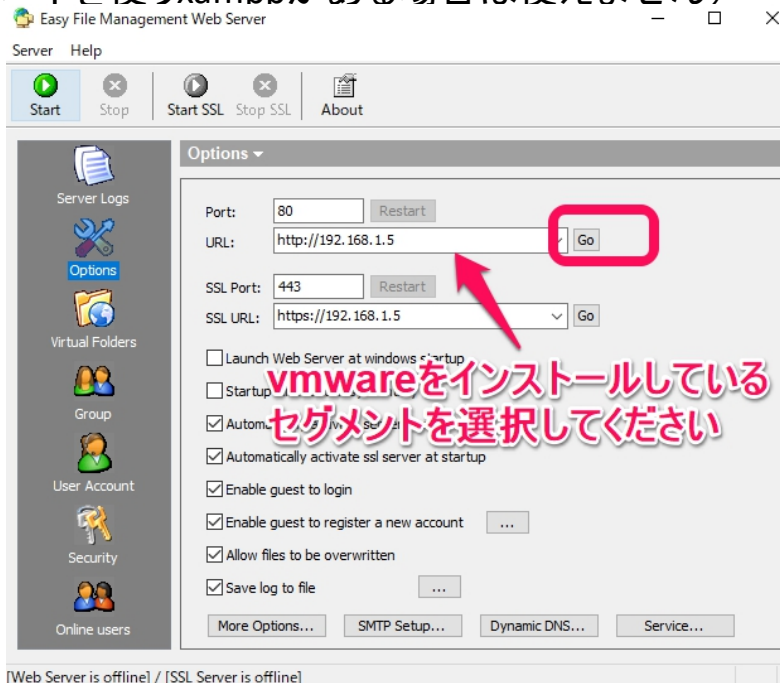 Easy File Management Web Server
Server Help
Start Stop Start SSL Stop SSL About
Options
Server Logs
Options
Virtual Folders
Group
User Account
Security
Online users
Port: 80 Restart
URL: http://192.168.1.5 Go
SSL Port: 443 Restart
SSL URL: https://192.168.1.5 Go
Launch Web Server at windows startup
vmwareをインストールしている
Startup
セグメントを選択してください
Automatically activate ssl server at startup
Enable guest to login
Enable guest to register a new account ...
Allow files to be overwritten
Save log to file ...
More Options... SMTP Setup... Dynamic DNS... Service...
[Web Server is offline] / [SSL Server is offline]